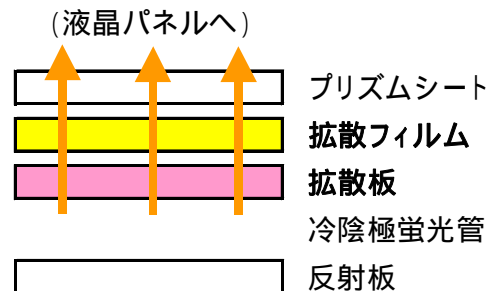 (液晶パネルへ)
プリズムシート
拡散フィルム
拡散板
冷陰極蛍光管
反射板